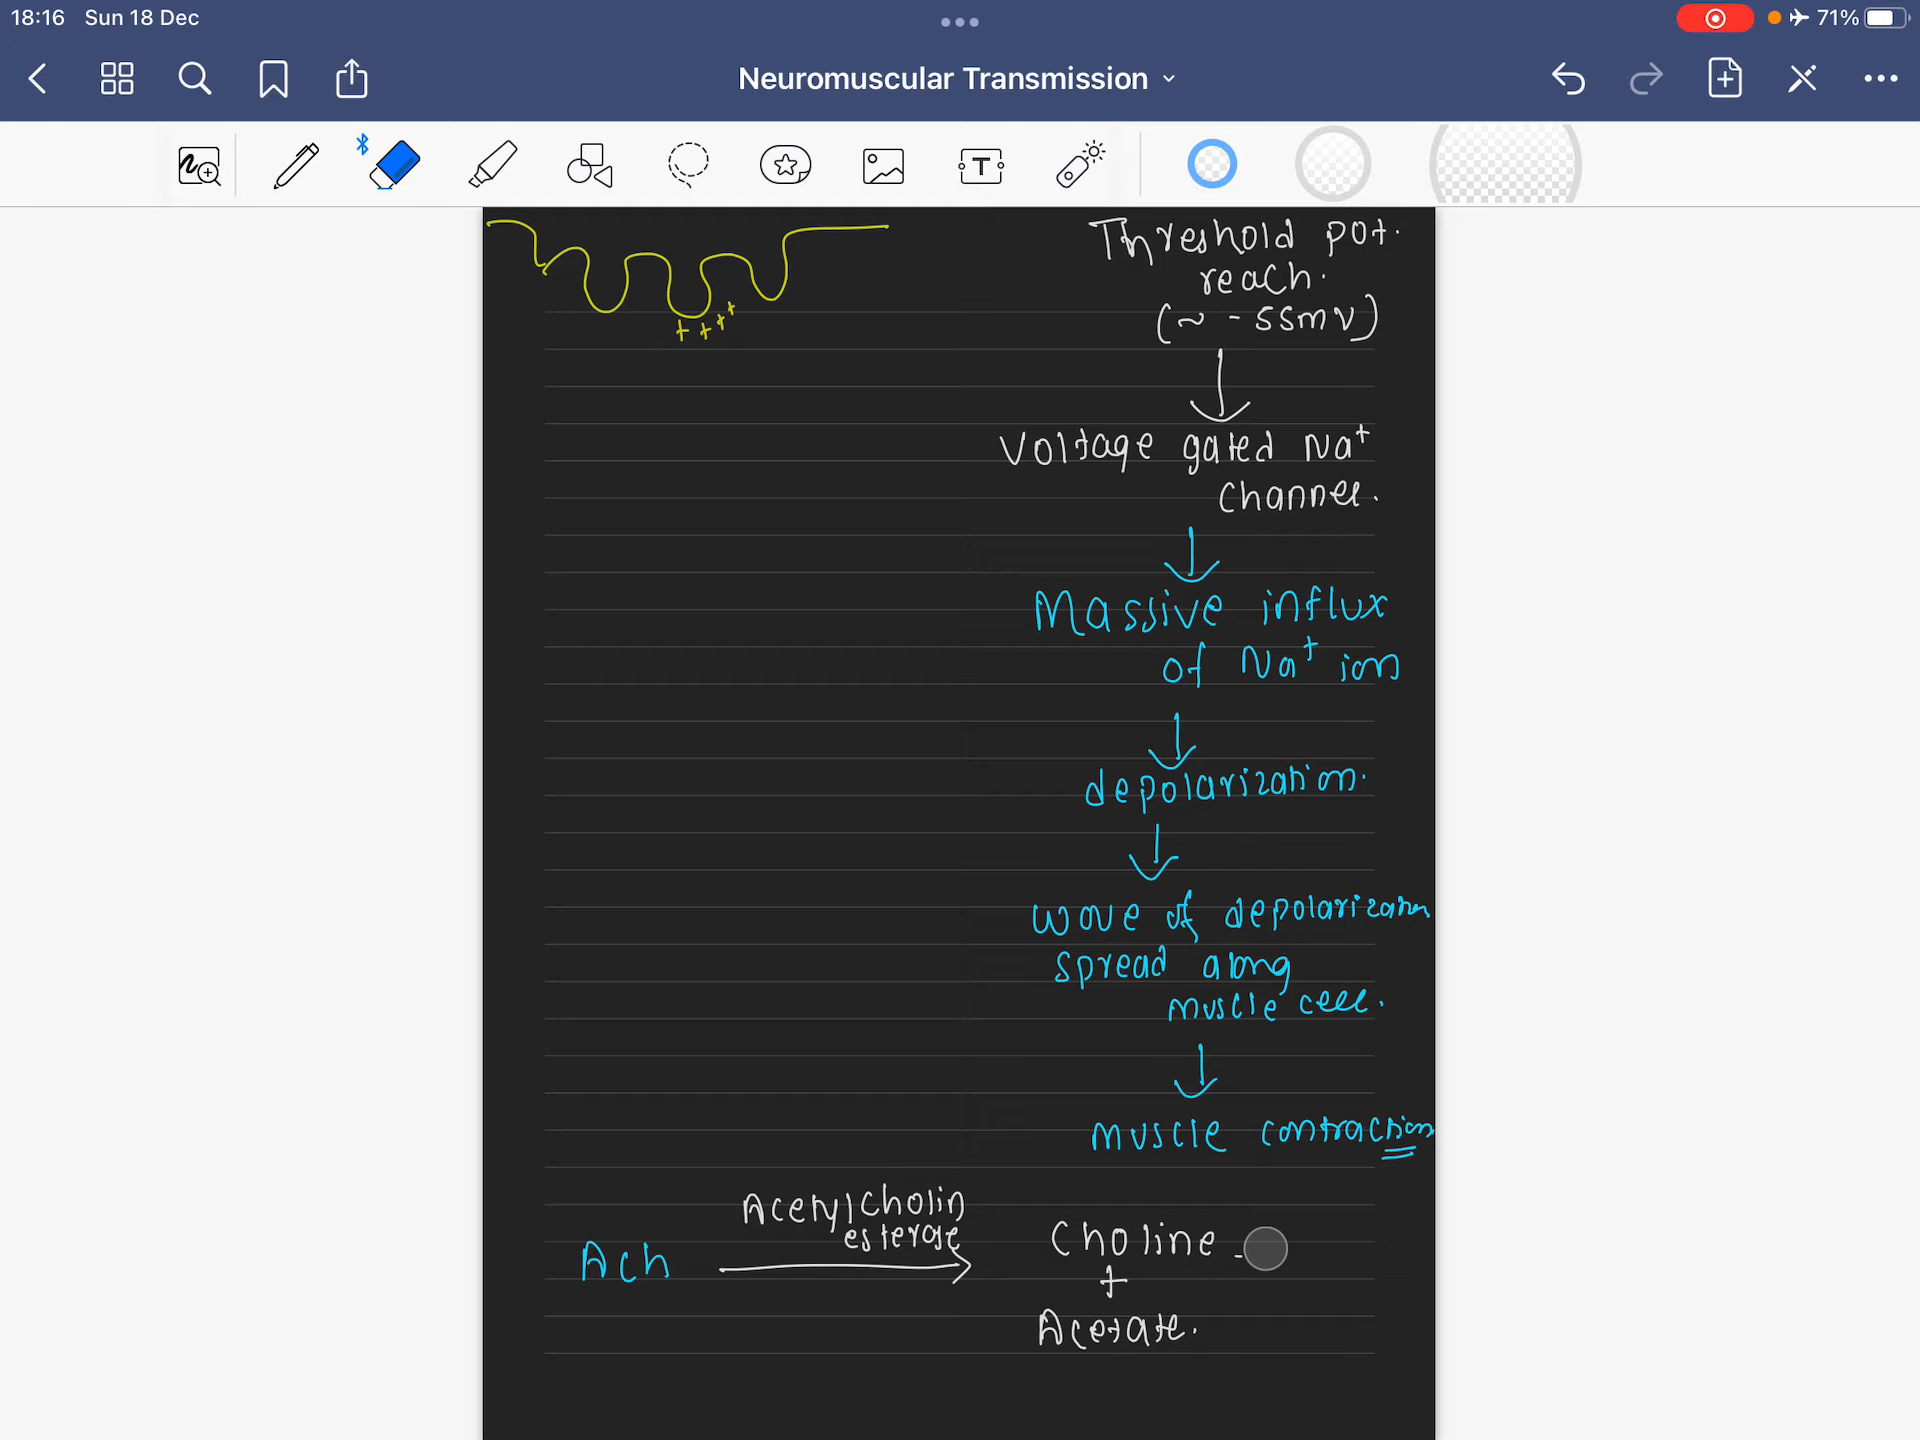 18:16 Sun 18 Dec
71%
Neuromuscular Transmission
T
Threshold pot.
reach.
(~ -55mV)
++++
Voltage gated Na+
Channel.
Massive influx
of Na+ ion
depolarization.
wave of depolarization
spread along
muscle cell.
muscle contraction
Acetylcholin
esterase
Ach
Choline -
+
Acetate.